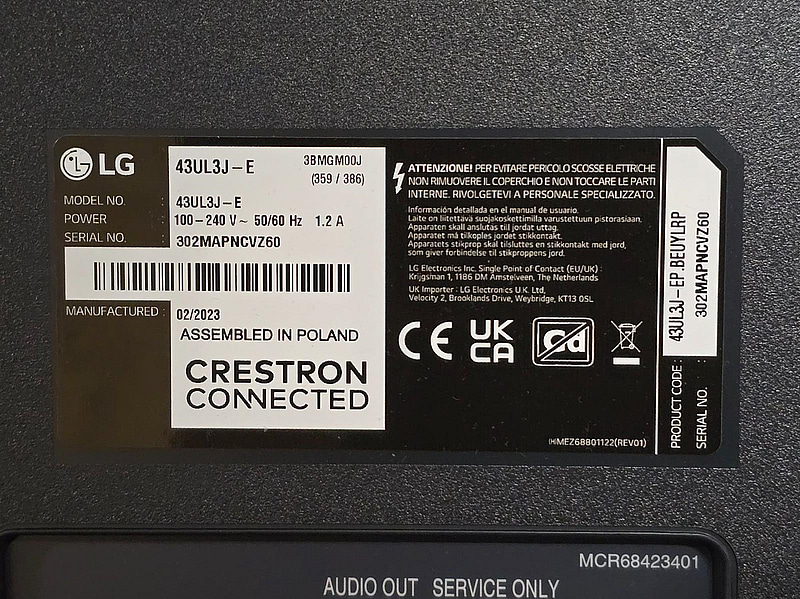 LG
43UL3J-E
3BMGM00J
(359 / 386)
MODEL NO. : 43UL3J-E
POWER : 100-240 V~ 50/60 Hz 1.2 A
SERIAL NO. : 302MAPNCVZ60
MANUFACTURED : 02/2023
ASSEMBLED IN POLAND
CRESTRON
CONNECTED
ATTENZIONE! PER EVITARE PERICOLO SCOSSE ELETTRICHE
NON RIMUOVERE IL COPERCHIO E NON TOCCARE LE PARTI
INTERNE. RIVOLGETEVI A PERSONALE SPECIALIZZATO.
Información detallada en el manual de usuario.
Laite on liitettävä suojakoskettimilla varustettuun pistorasiaan.
Apparaten skall anslutas till jordat uttag.
Apparatet må tilkoples jordet stikkontakt.
Apparatets stikprop skal tilsluttes en stikkontakt med jord,
som giver forbindelse til stikproppens jord.
LG Electronics Inc. Single Point of Contact (EU/UK) :
Krijgsman 1, 1186 DM Amstelveen, The Netherlands
UK Importer : LG Electronics U.K. Ltd,
Velocity 2, Brooklands Drive, Weybridge, KT13 0SL
CE
UK
CA
Cd
(H)MEZ68801122(REV01)
PRODUCT CODE : 43UL3J-EP.BEUYLRP
SERIAL NO. : 302MAPNCVZ60
MCR68423401
AUDIO OUT SERVICE ONLY